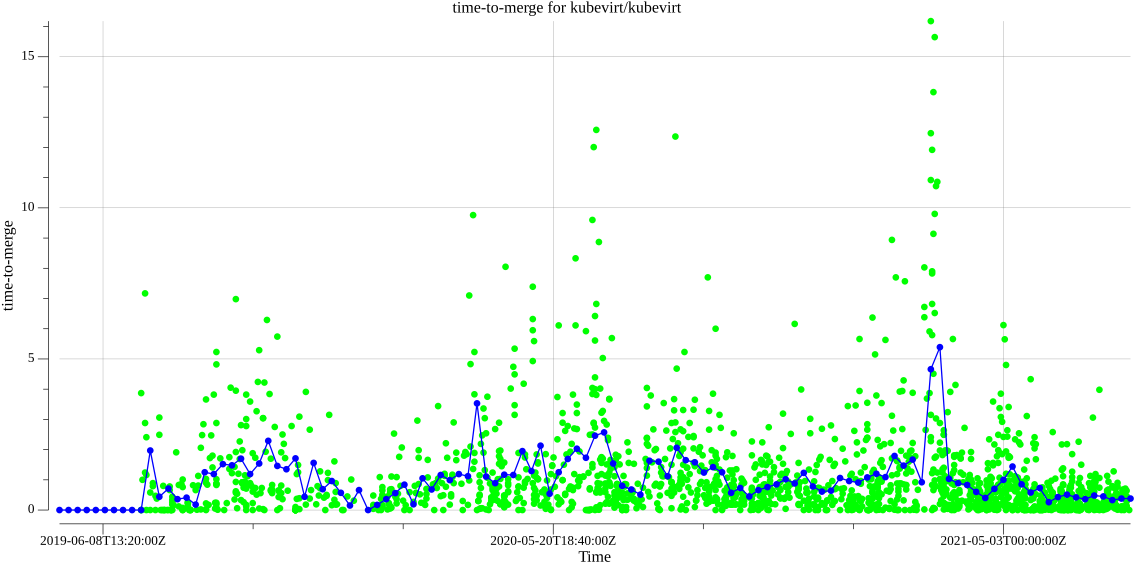 time-to-merge for kubevirt/kubevirt
15
10
5
0
time-to-merge
2019-06-08T13:20:00Z
2020-05-20T18:40:00Z
2021-05-03T00:00:00Z
Time